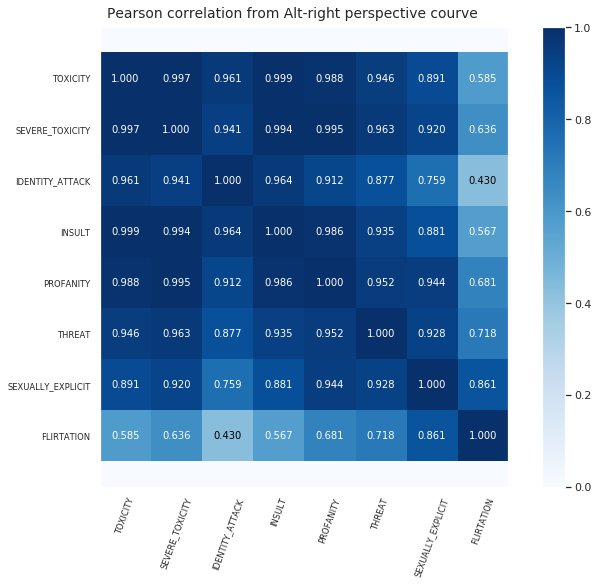 Pearson correlation from Alt-right perspective courve
TOXICITY 1.000 0.997 0.961 0.999 0.988 0.946 0.891 0.585
SEVERE_TOXICITY 0.997 1.000 0.941 0.994 0.995 0.963 0.920 0.636
IDENTITY_ATTACK 0.961 0.941 1.000 0.964 0.912 0.877 0.759 0.430
INSULT 0.999 0.994 0.964 1.000 0.986 0.935 0.881 0.567
PROFANITY 0.988 0.995 0.912 0.986 1.000 0.952 0.944 0.681
THREAT 0.946 0.963 0.877 0.935 0.952 1.000 0.928 0.718
SEXUALLY_EXPLICIT 0.891 0.920 0.759 0.881 0.944 0.928 1.000 0.861
FLIRTATION 0.585 0.636 0.430 0.567 0.681 0.718 0.861 1.000
TOXICITY SEVERE_TOXICITY IDENTITY_ATTACK INSULT PROFANITY THREAT SEXUALLY_EXPLICIT FLIRTATION
1.0
0.8
0.6
0.4
0.2
0.0